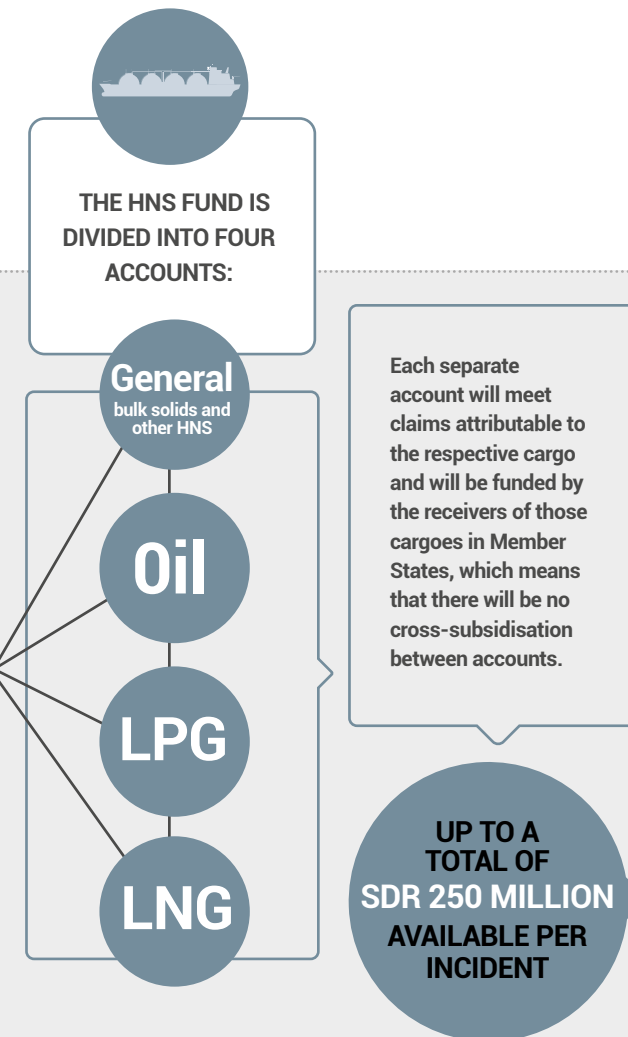 THE HNS FUND IS
DIVIDED INTO FOUR
ACCOUNTS:
General
bulk solids and
other HNS
Oil
LPG
LNG
Each separate
account will meet
claims attributable to
the respective cargo
and will be funded by
the receivers of those
cargoes in Member
States, which means
that there will be no
cross-subsidisation
between accounts.
UP TO A
TOTAL OF
SDR 250 MILLION
AVAILABLE PER
INCIDENT